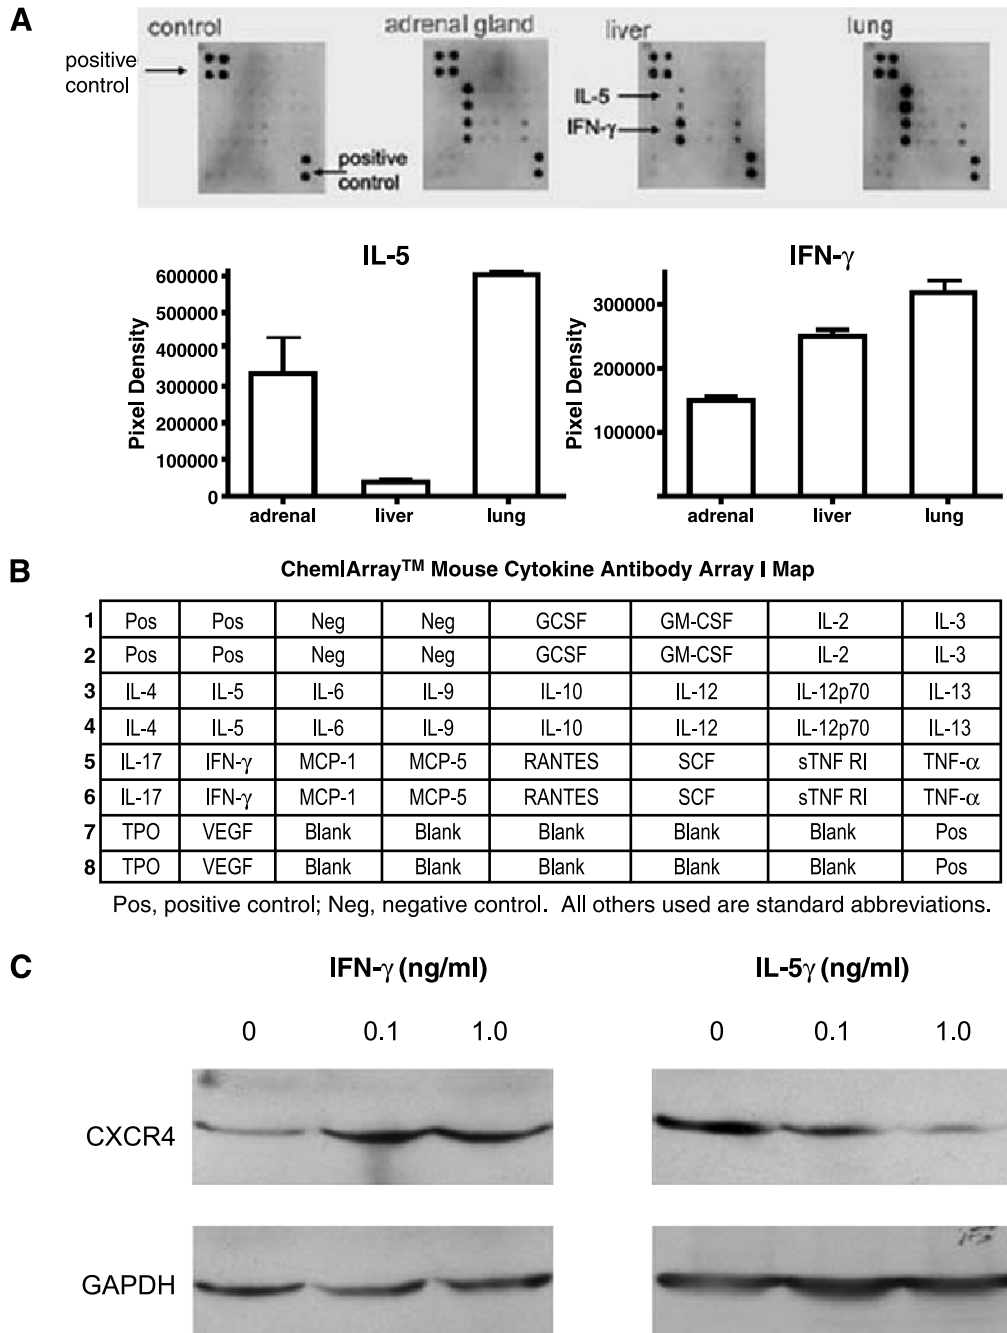 A
control
adrenal gland
liver
lung
positive
control
IL-5
IFN-γ
positive
control
IL-5
Pixel Density
600000
500000
400000
300000
200000
100000
0
adrenal liver lung
IFN-γ
Pixel Density
300000
200000
100000
adrenal liver lung
B
ChemIArray™ Mouse Cytokine Antibody Array I Map
1 Pos Pos Neg Neg GCSF GM-CSF IL-2 IL-3
2 Pos Pos Neg Neg GCSF GM-CSF IL-2 IL-3
3 IL-4 IL-5 IL-6 IL-9 IL-10 IL-12 IL-12p70 IL-13
4 IL-4 IL-5 IL-6 IL-9 IL-10 IL-12 IL-12p70 IL-13
5 IL-17 IFN-γ MCP-1 MCP-5 RANTES SCF sTNF RI TNF-α
6 IL-17 IFN-γ MCP-1 MCP-5 RANTES SCF sTNF RI TNF-α
7 TPO VEGF Blank Blank Blank Blank Blank Pos
8 TPO VEGF Blank Blank Blank Blank Blank Pos
Pos, positive control; Neg, negative control. All others used are standard abbreviations.
C
IFN-γ (ng/ml) IL-5γ (ng/ml)
0 0.1 1.0 0 0.1 1.0
CXCR4
GAPDH